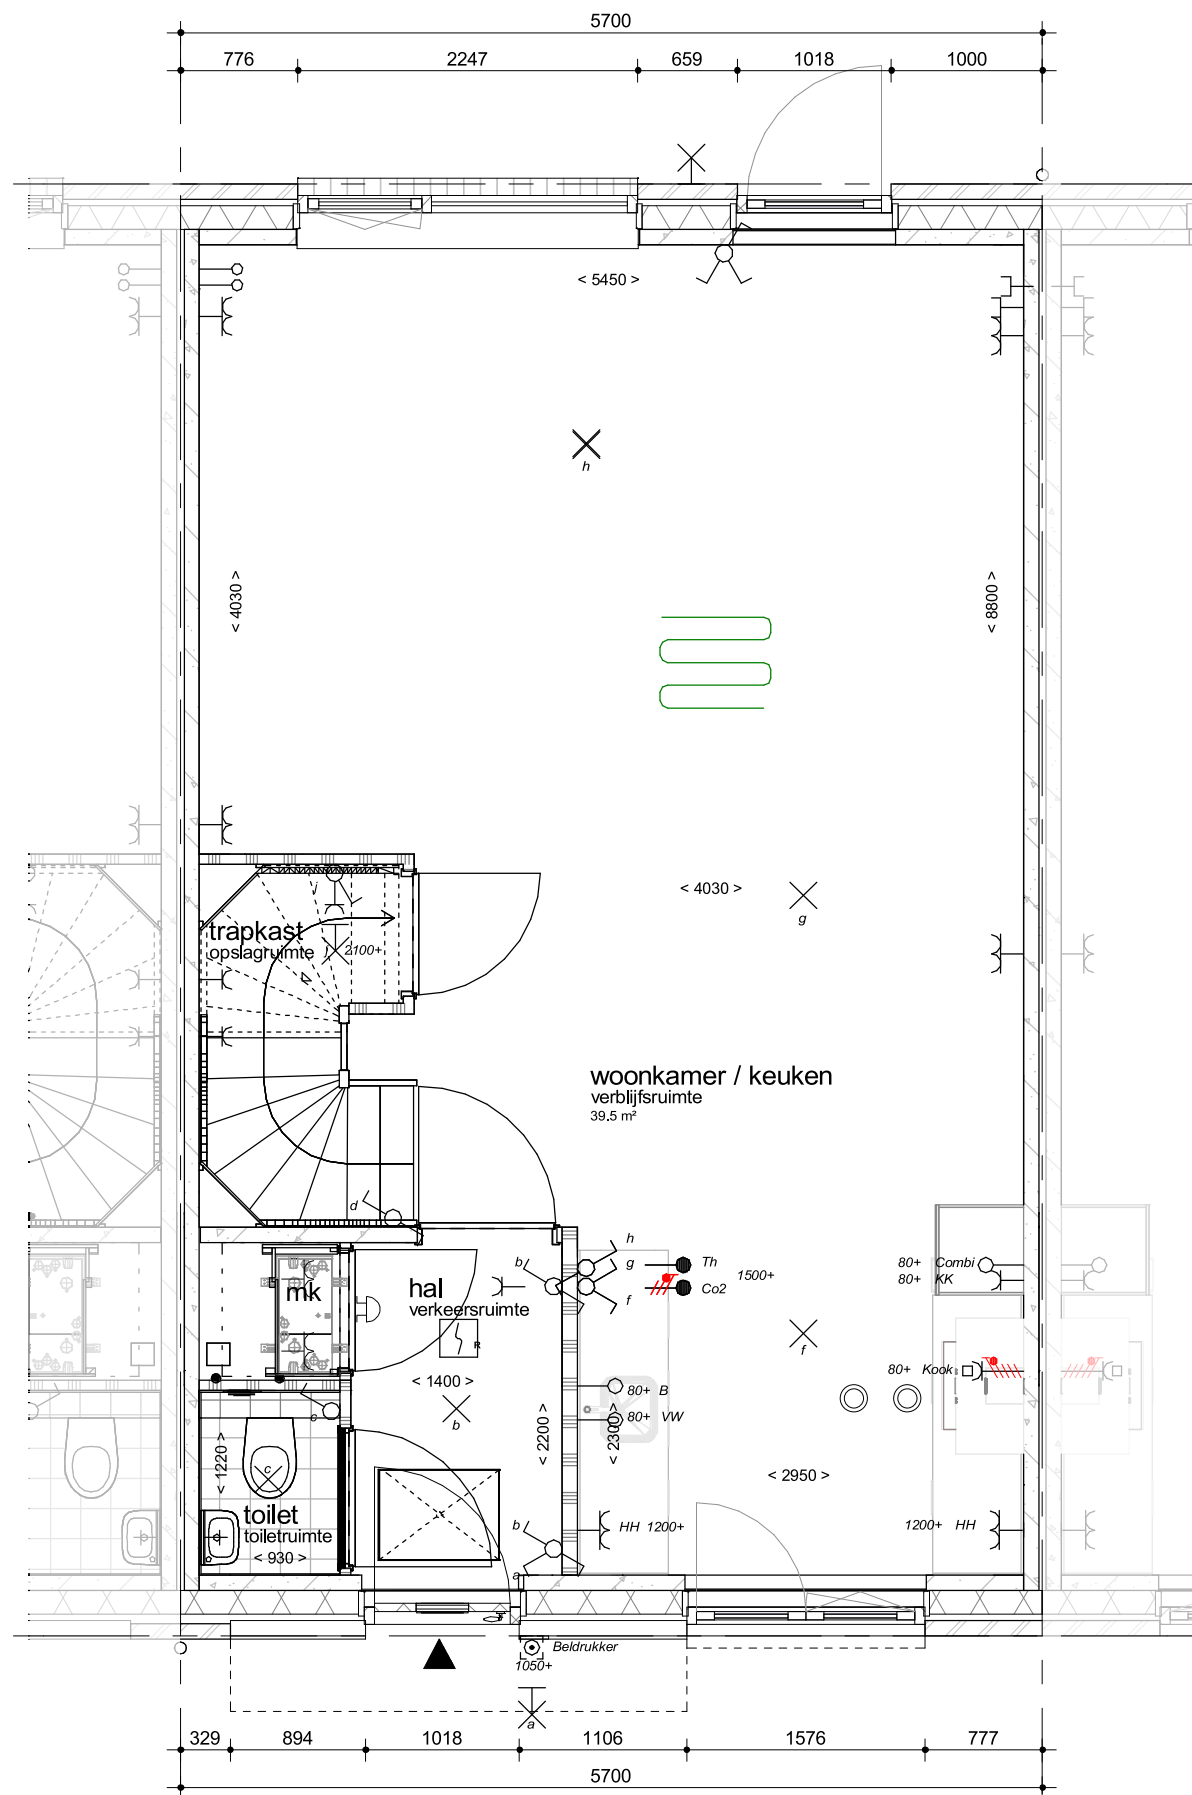 5700
776 2247 659 1018 1000
< 5450 >
h
< 4030 >
< 8800 >
< 4030 >
g
j
trapkast
opslagruimte
j 2100+
woonkamer / keuken
verblijfsruimte
39.5 m²
d
h
b g Th
80+ Combi
1500+
80+ KK
mk hal f Co2
verkeersruimte
R
f
80+ Kook
< 1400 >
80+ B
c b 80+ VW
< 1220 >
< 2200 >
< 2300 >
c
< 2950 >
toilet
toiletruimte
b HH 1200+ 1200+ HH
< 930 >
a
Beldrukker
1050+
a
329 894 1018 1106 1576 777
5700